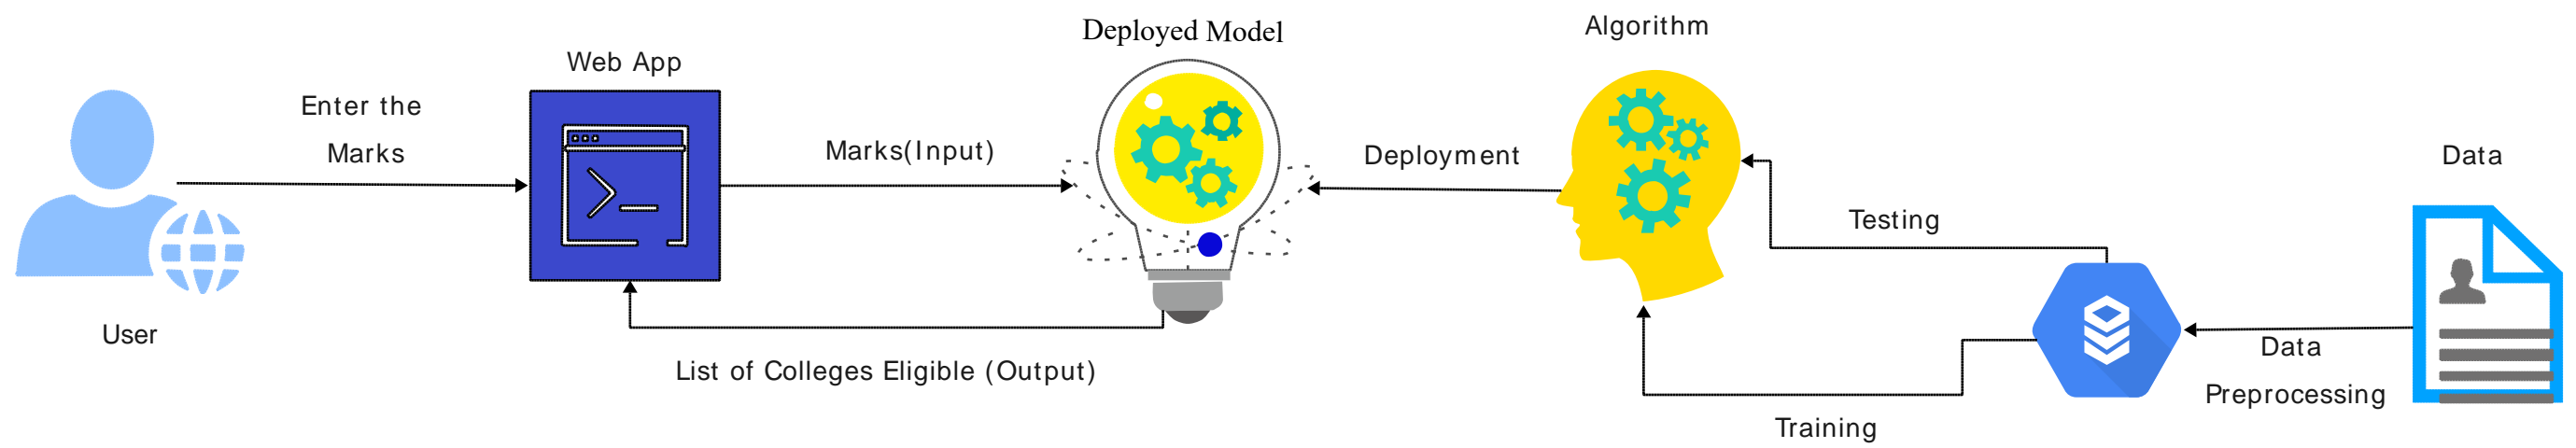 User
Enter the
Marks
Web App
Marks(Input)
List of Colleges Eligible (Output)
Deployed Model
Deployment
Algorithm
Testing
Training
Data
Preprocessing
Data